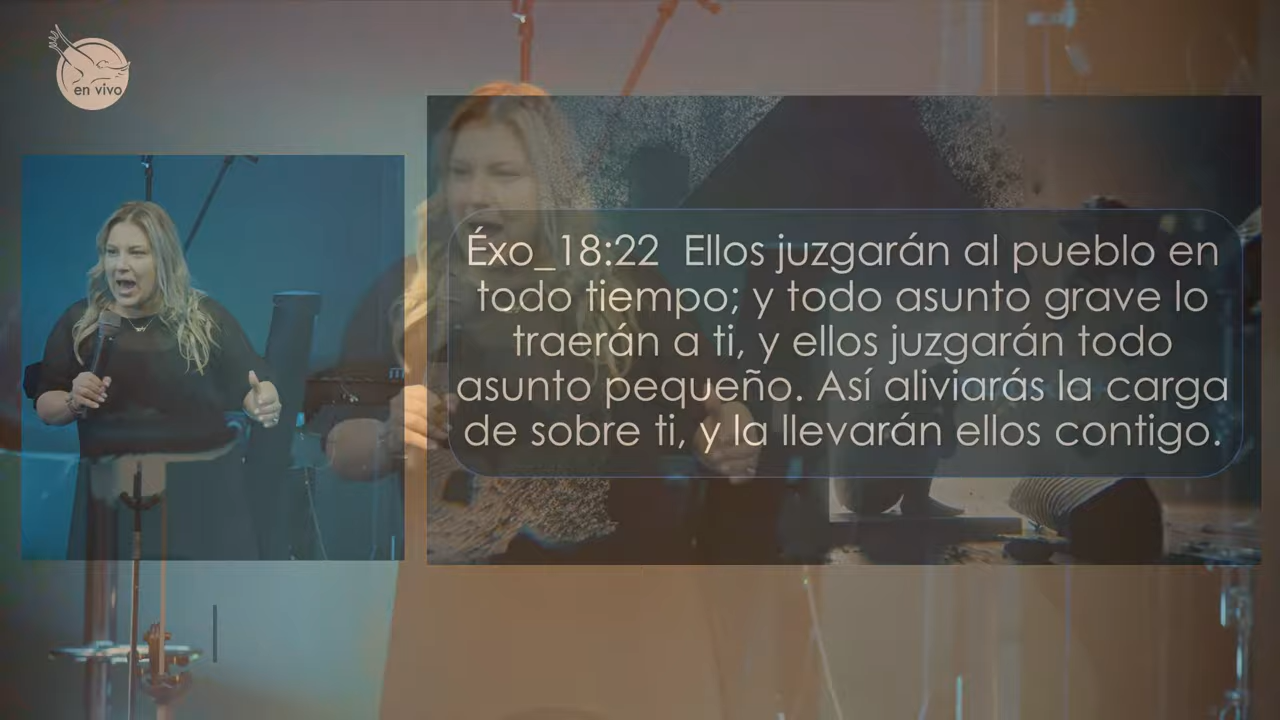 en vivo
Éxo_18:22 Ellos juzgarán al pueblo en
todo tiempo; y todo asunto grave lo
traerán a ti, y ellos juzgarán todo
asunto pequeño. Así aliviarás la carga
de sobre ti, y la llevarán ellos contigo.